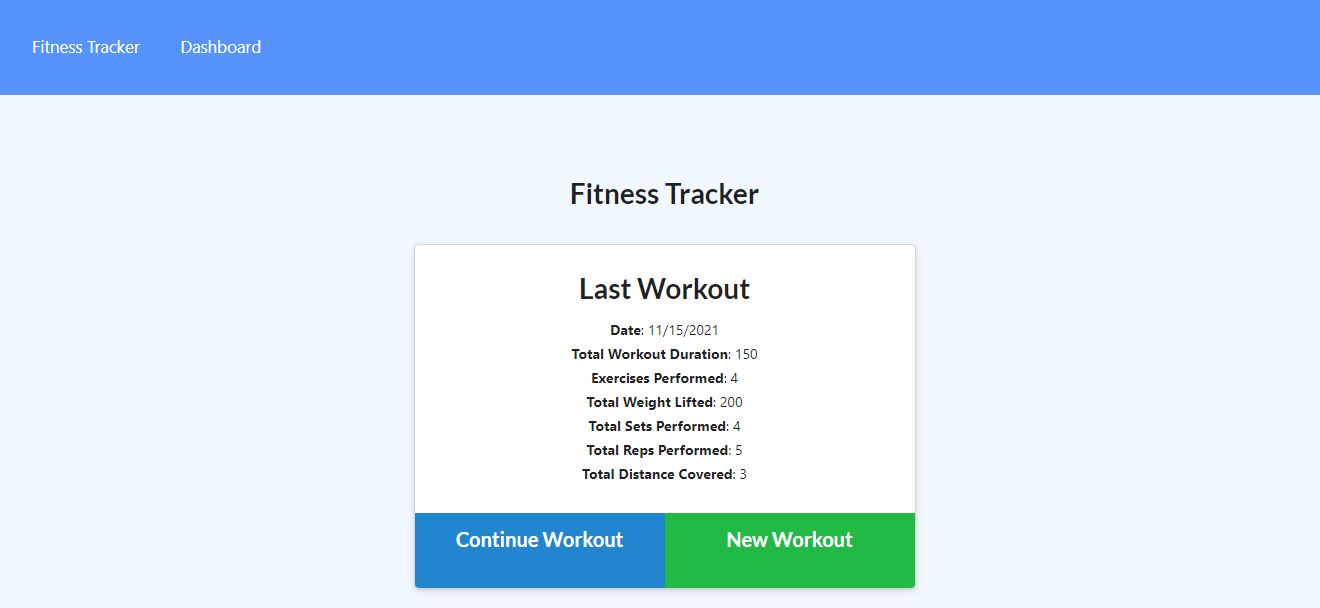 Fitness Tracker Dashboard
Fitness Tracker
Last Workout
Date: 11/15/2021
Total Workout Duration: 150
Exercises Performed: 4
Total Weight Lifted: 200
Total Sets Performed: 4
Total Reps Performed: 5
Total Distance Covered: 3
Continue Workout New Workout